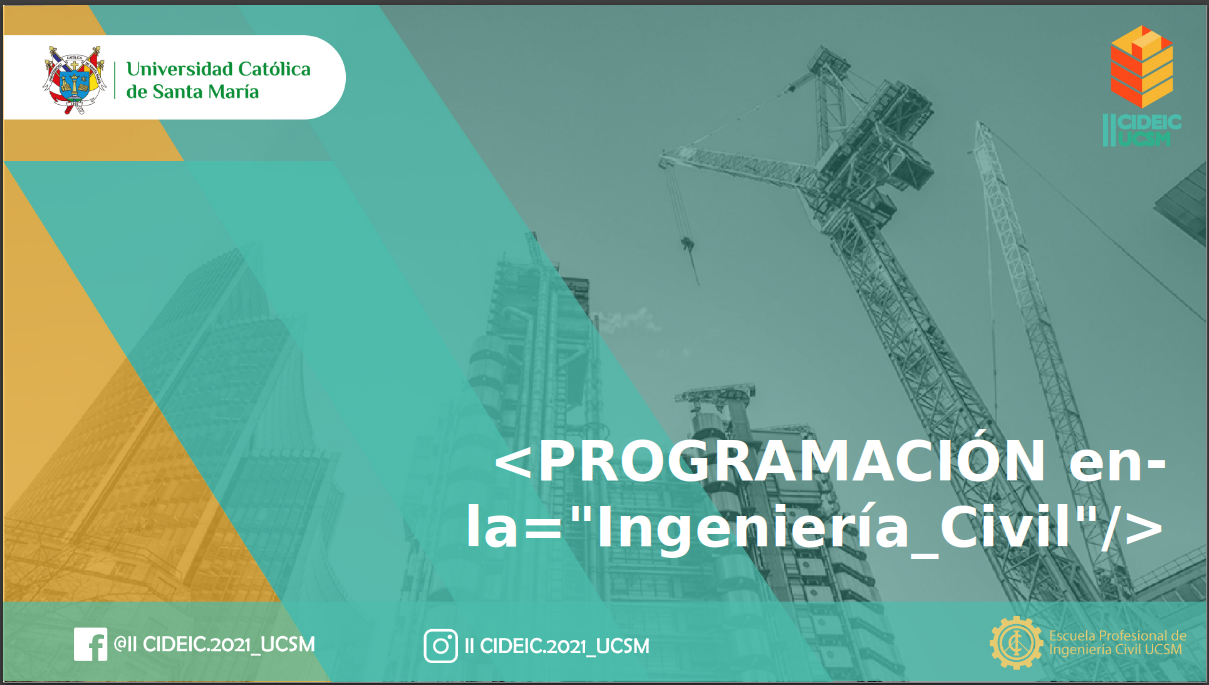 Universidad Católica
de Santa María
II CIDEIC
UCSM
<PROGRAMACIÓN en-
la="Ingeniería_Civil"/>
@II CIDEIC.2021_UCSM
II CIDEIC.2021_UCSM
Escuela Profesional de
Ingeniería Civil UCSM